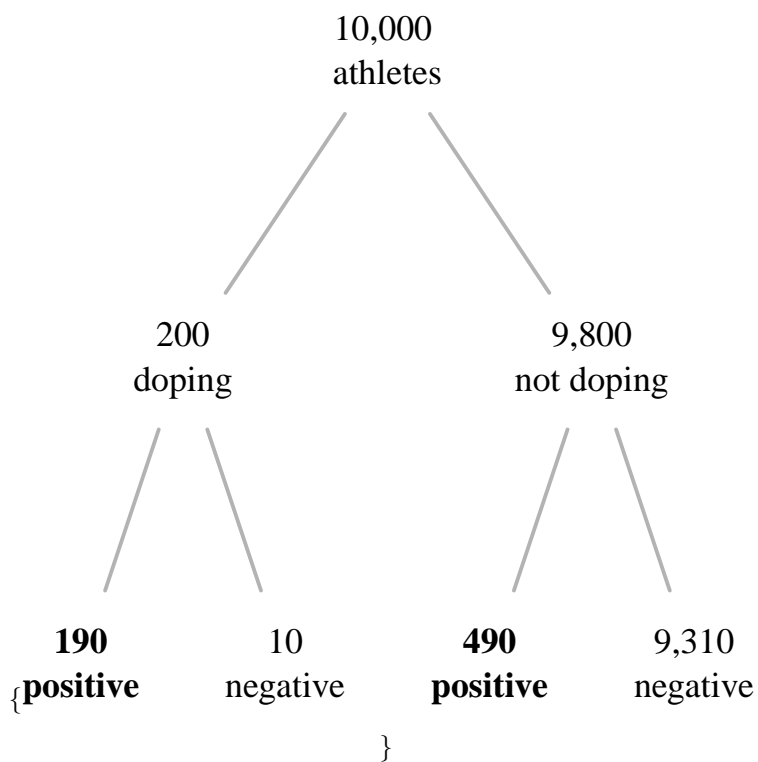 10,000
athletes
200
doping
9,800
not doping
190
positive
10
negative
490
positive
9,310
negative
{
}